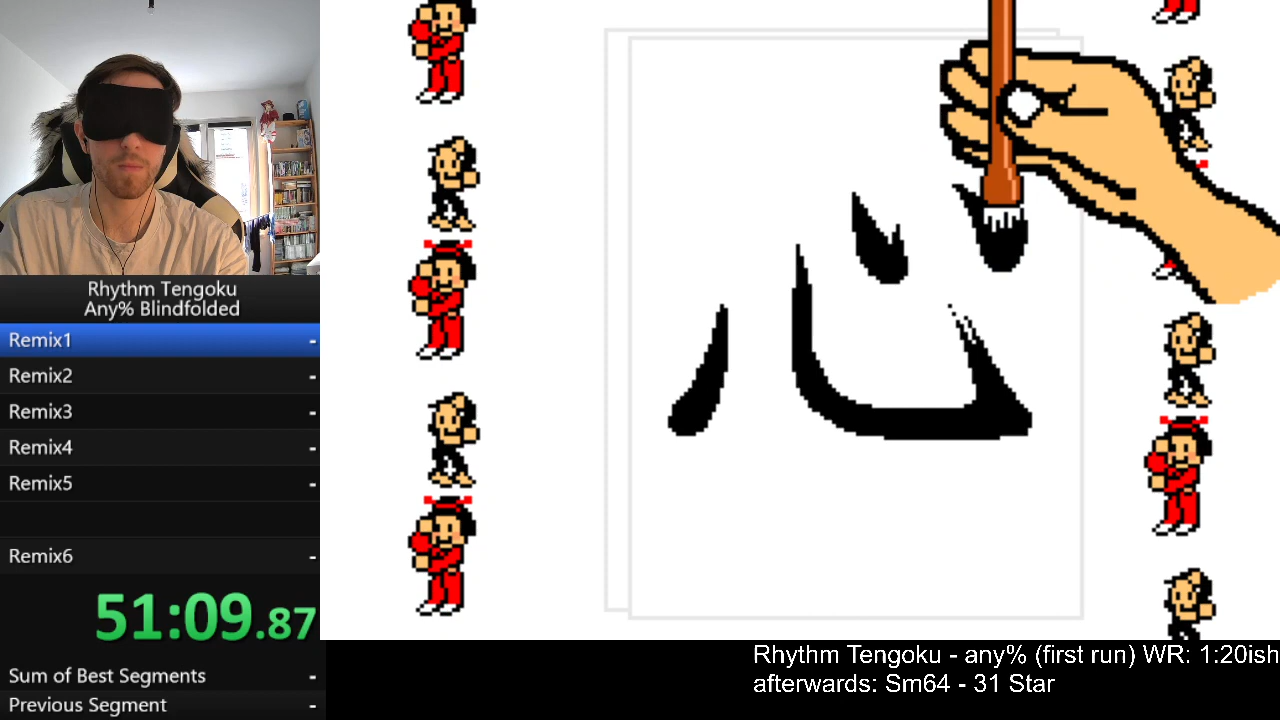 Rhythm Tengoku
Any% Blindfolded
Remix1 -
Remix2 -
Remix3 -
Remix4 -
Remix5 -
Remix6 -
51:09.87
Sum of Best Segments -
Previous Segment -
心
Rhythm Tengoku - any% (first run) WR: 1:20ish
afterwards: Sm64 - 31 Star